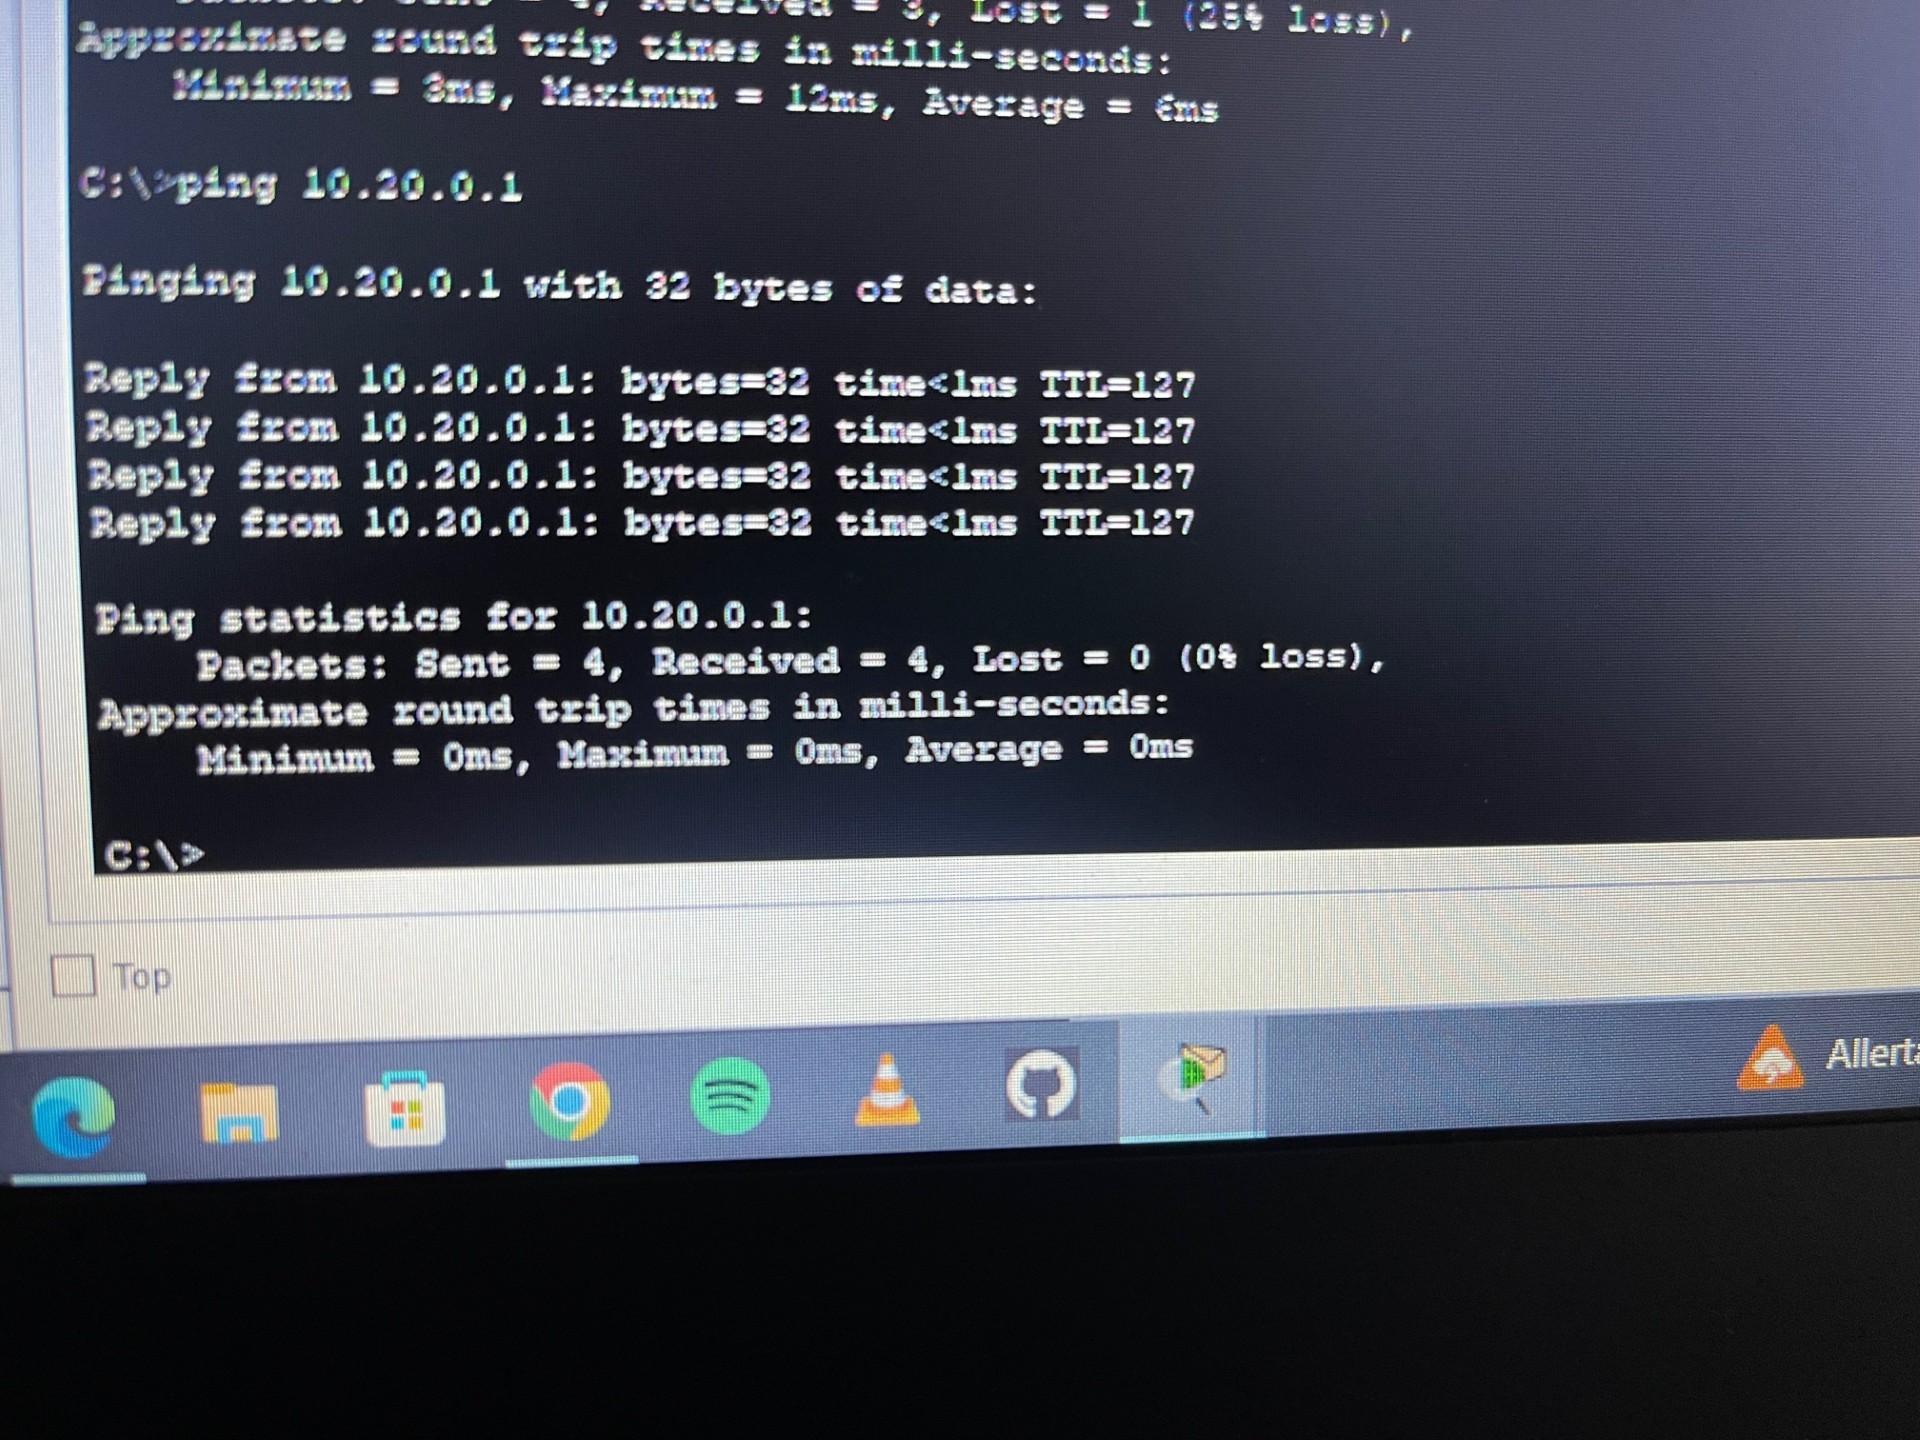 Packets: Sent = 4, Received = 3, Lost = 1 (25% loss),
Approximate round trip times in milli-seconds:
Minimum = 3ms, Maximum = 12ms, Average = 6ms
C:\>ping 10.20.0.1
Pinging 10.20.0.1 with 32 bytes of data:
Reply from 10.20.0.1: bytes=32 time<1ms TTL=127
Reply from 10.20.0.1: bytes=32 time<1ms TTL=127
Reply from 10.20.0.1: bytes=32 time<1ms TTL=127
Reply from 10.20.0.1: bytes=32 time<1ms TTL=127
Ping statistics for 10.20.0.1:
Packets: Sent = 4, Received = 4, Lost = 0 (0% loss),
Approximate round trip times in milli-seconds:
Minimum = 0ms, Maximum = 0ms, Average = 0ms
C:\>
Top
Allerta